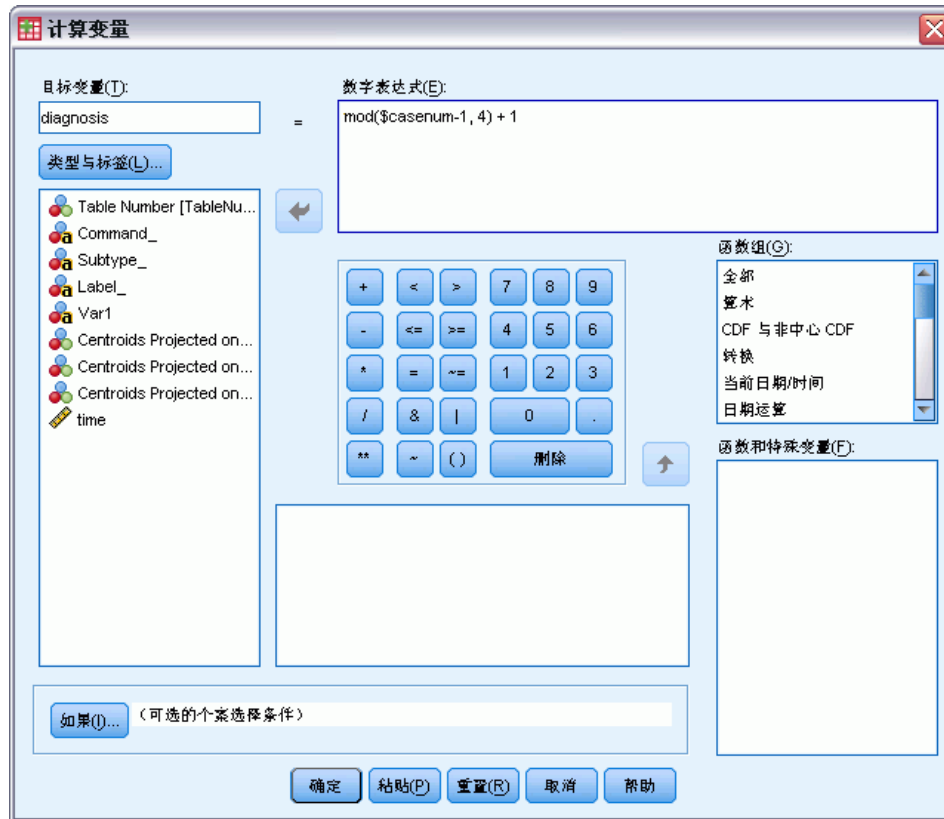 计算变量
目标变量(T):
diagnosis
=
数字表达式(E):
mod($casenum-1, 4) + 1
类型与标签(L)...
Table Number [TableNu...
Command_
Subtype_
Label_
Var1
Centroids Projected on...
Centroids Projected on...
Centroids Projected on...
time
+ < > 7 8 9
- <= >= 4 5 6
* = ~= 1 2 3
/ & | 0 .
** ~ ( ) 删除
函数组(G):
全部
算术
CDF 与非中心 CDF
转换
当前日期/时间
日期运算
函数和特殊变量(F):
如果(I)...
（可选的个案选择条件）
确定
粘贴(P)
重置(R)
取消
帮助